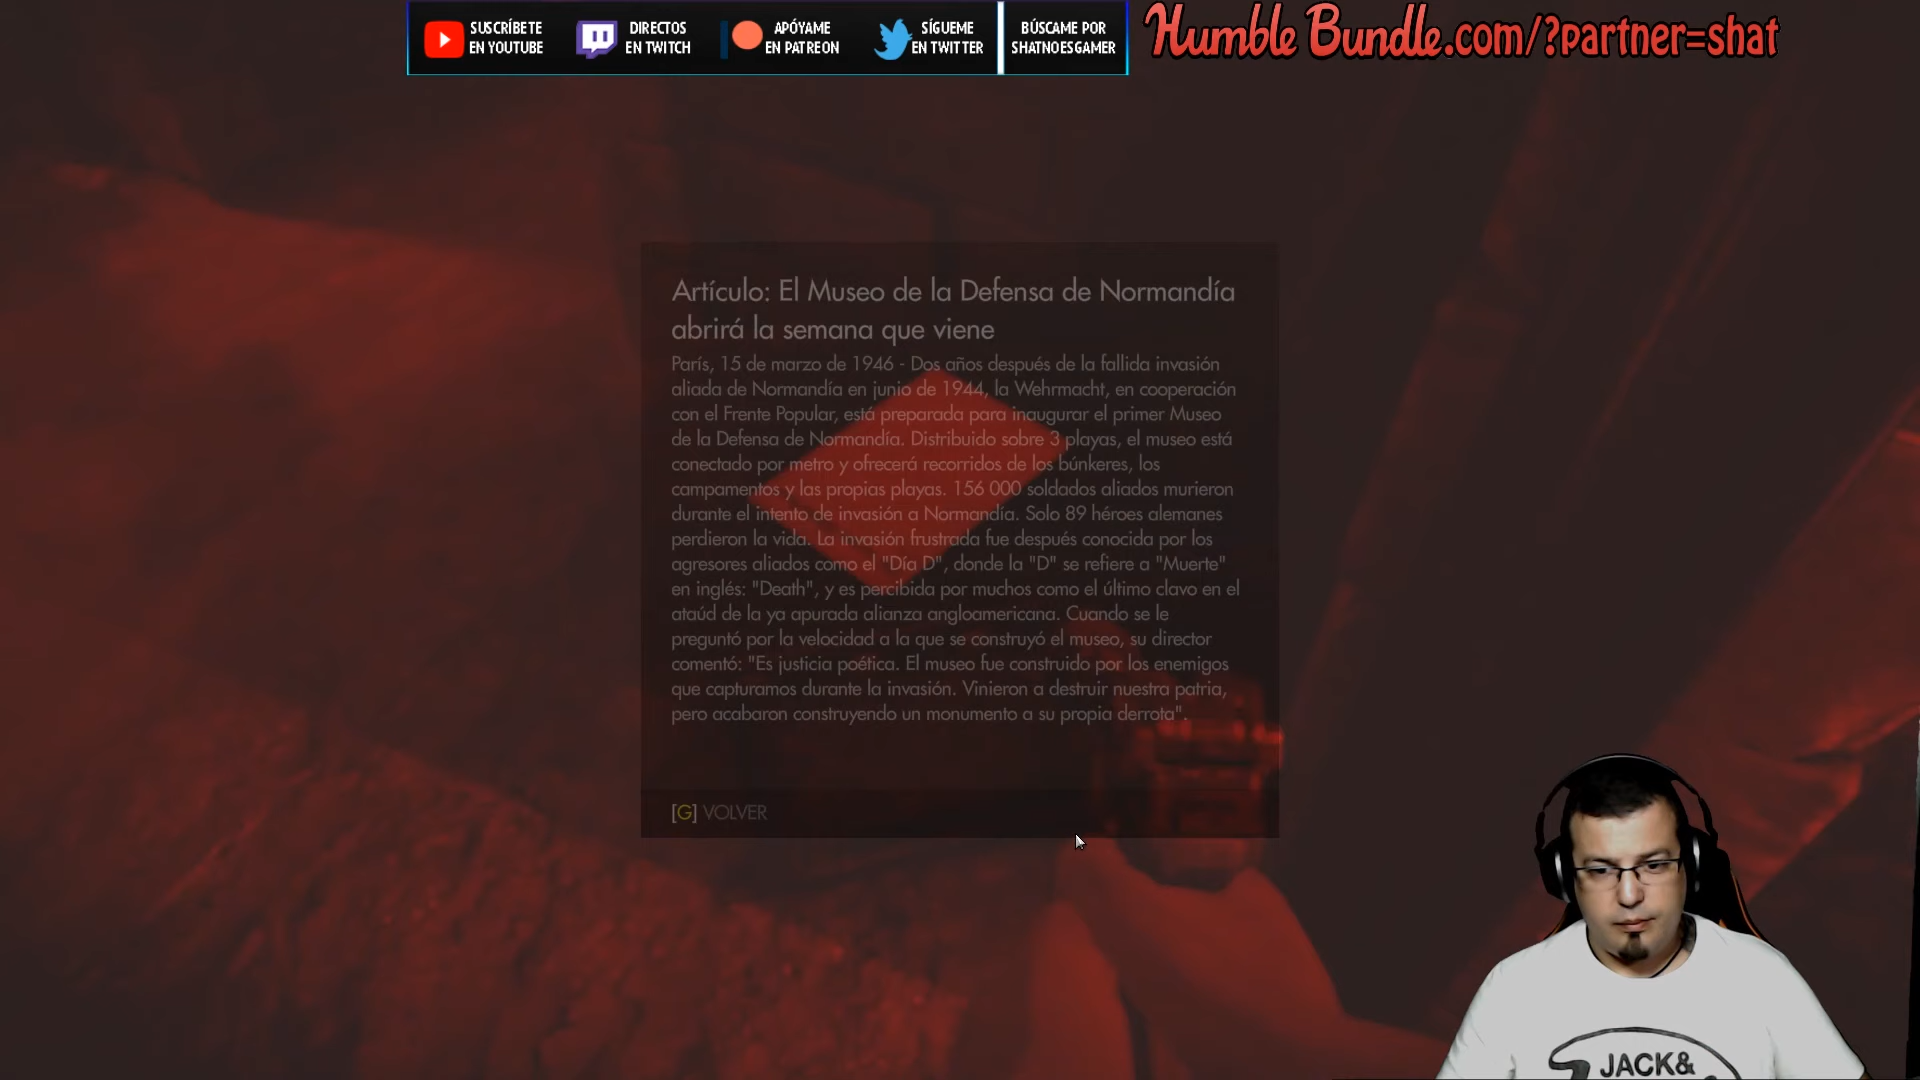 SUSCRÍBETE
EN YOUTUBE
DIRECTOS
EN TWITCH
APÓYAME
EN PATREON
SÍGUEME
EN TWITTER
BÚSCAME POR
SHATNOESGAMER
Humble Bundle.com/?partner=shat
Artículo: El Museo de la Defensa de Normandía
abrirá la semana que viene
París, 15 de marzo de 1946 - Dos años después de la fallida invasión
aliada de Normandía en junio de 1944, la Wehrmacht, en cooperación
con el Frente Popular, está preparada para inaugurar el primer Museo
de la Defensa de Normandía. Distribuido sobre 3 playas, el museo está
conectado por metro y ofrecerá recorridos de los búnkeres, los
campamentos y las propias playas. 156 000 soldados aliados murieron
durante el intento de invasión a Normandía. Solo 89 héroes alemanes
perdieron la vida. La invasión frustrada fue después conocida por los
agresores aliados como el "Día D", donde la "D" se refiere a "Muerte"
en inglés: "Death", y es percibida por muchos como el último clavo en el
ataúd de la ya apurada alianza angloamericana. Cuando se le
preguntó por la velocidad a la que se construyó el museo, su director
comentó: "Es justicia poética. El museo fue construido por los enemigos
que capturamos durante la invasión. Vinieron a destruir nuestra patria,
pero acabaron construyendo un monumento a su propia derrota".
[G] VOLVER
JACK&